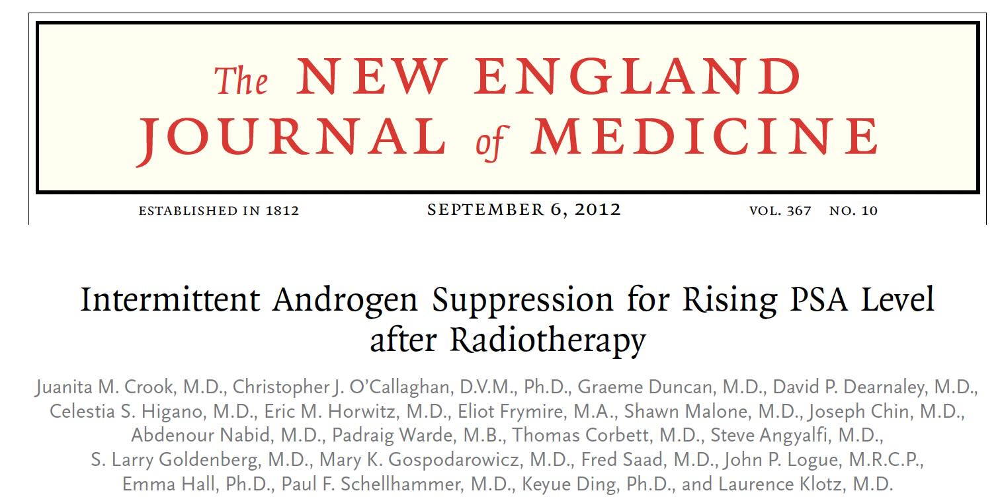 The NEW ENGLAND
JOURNAL of MEDICINE
ESTABLISHED IN 1812 SEPTEMBER 6, 2012 VOL. 367 NO. 10
Intermittent Androgen Suppression for Rising PSA Level
after Radiotherapy
Juanita M. Crook, M.D., Christopher J. O’Callaghan, D.V.M., Ph.D., Graeme Duncan, M.D., David P. Dearnaley, M.D.,
Celestia S. Higano, M.D., Eric M. Horwitz, M.D., Eliot Frymire, M.A., Shawn Malone, M.D., Joseph Chin, M.D.,
Abdenour Nabid, M.D., Padraig Warde, M.B., Thomas Corbett, M.D., Steve Angyalfi, M.D.,
S. Larry Goldenberg, M.D., Mary K. Gospodarowicz, M.D., Fred Saad, M.D., John P. Logue, M.R.C.P.,
Emma Hall, Ph.D., Paul F. Schellhammer, M.D., Keyue Ding, Ph.D., and Laurence Klotz, M.D.